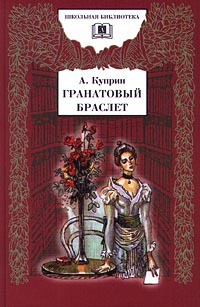 ШКОЛЬНАЯ БИБЛИОТЕКА
А. Куприн
ГРАНАТОВЫЙ
БРАСЛЕТ